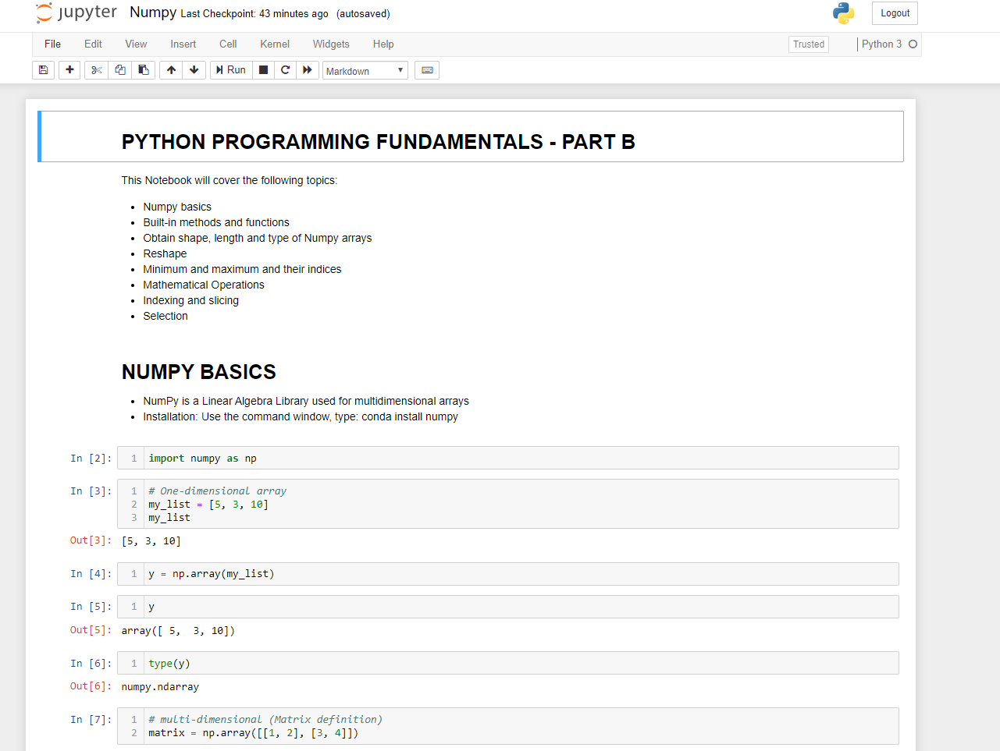 jupyter Numpy Last Checkpoint: 43 minutes ago (autosaved) Logout
File Edit View Insert Cell Kernel Widgets Help Trusted Python 3
Run Markdown
PYTHON PROGRAMMING FUNDAMENTALS - PART B
This Notebook will cover the following topics:
• Numpy basics
• Built-in methods and functions
• Obtain shape, length and type of Numpy arrays
• Reshape
• Minimum and maximum and their indices
• Mathematical Operations
• Indexing and slicing
• Selection
NUMPY BASICS
• NumPy is a Linear Algebra Library used for multidimensional arrays
• Installation: Use the command window, type: conda install numpy
In [2]: 1 import numpy as np
In [3]: 1 # One-dimensional array
2 my_list = [5, 3, 10]
3 my_list
Out[3]: [5, 3, 10]
In [4]: 1 y = np.array(my_list)
In [5]: 1 y
Out[5]: array([ 5,  3, 10])
In [6]: 1 type(y)
Out[6]: numpy.ndarray
In [7]: 1 # multi-dimensional (Matrix definition)
2 matrix = np.array([[1, 2], [3, 4]])